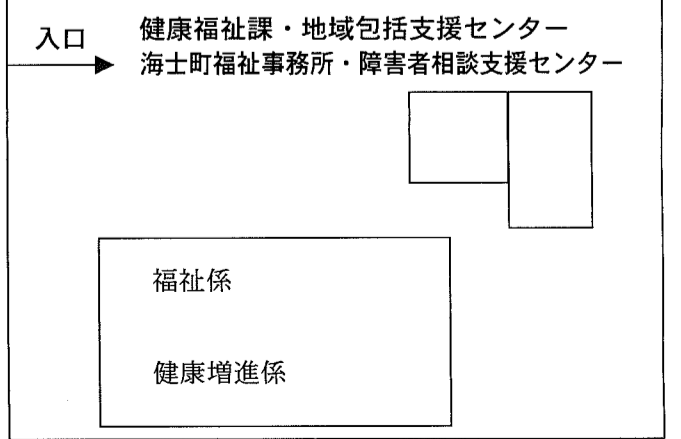 入口
健康福祉課・地域包括支援センター
海士町福祉事務所・障害者相談支援センター
福祉係
健康増進係